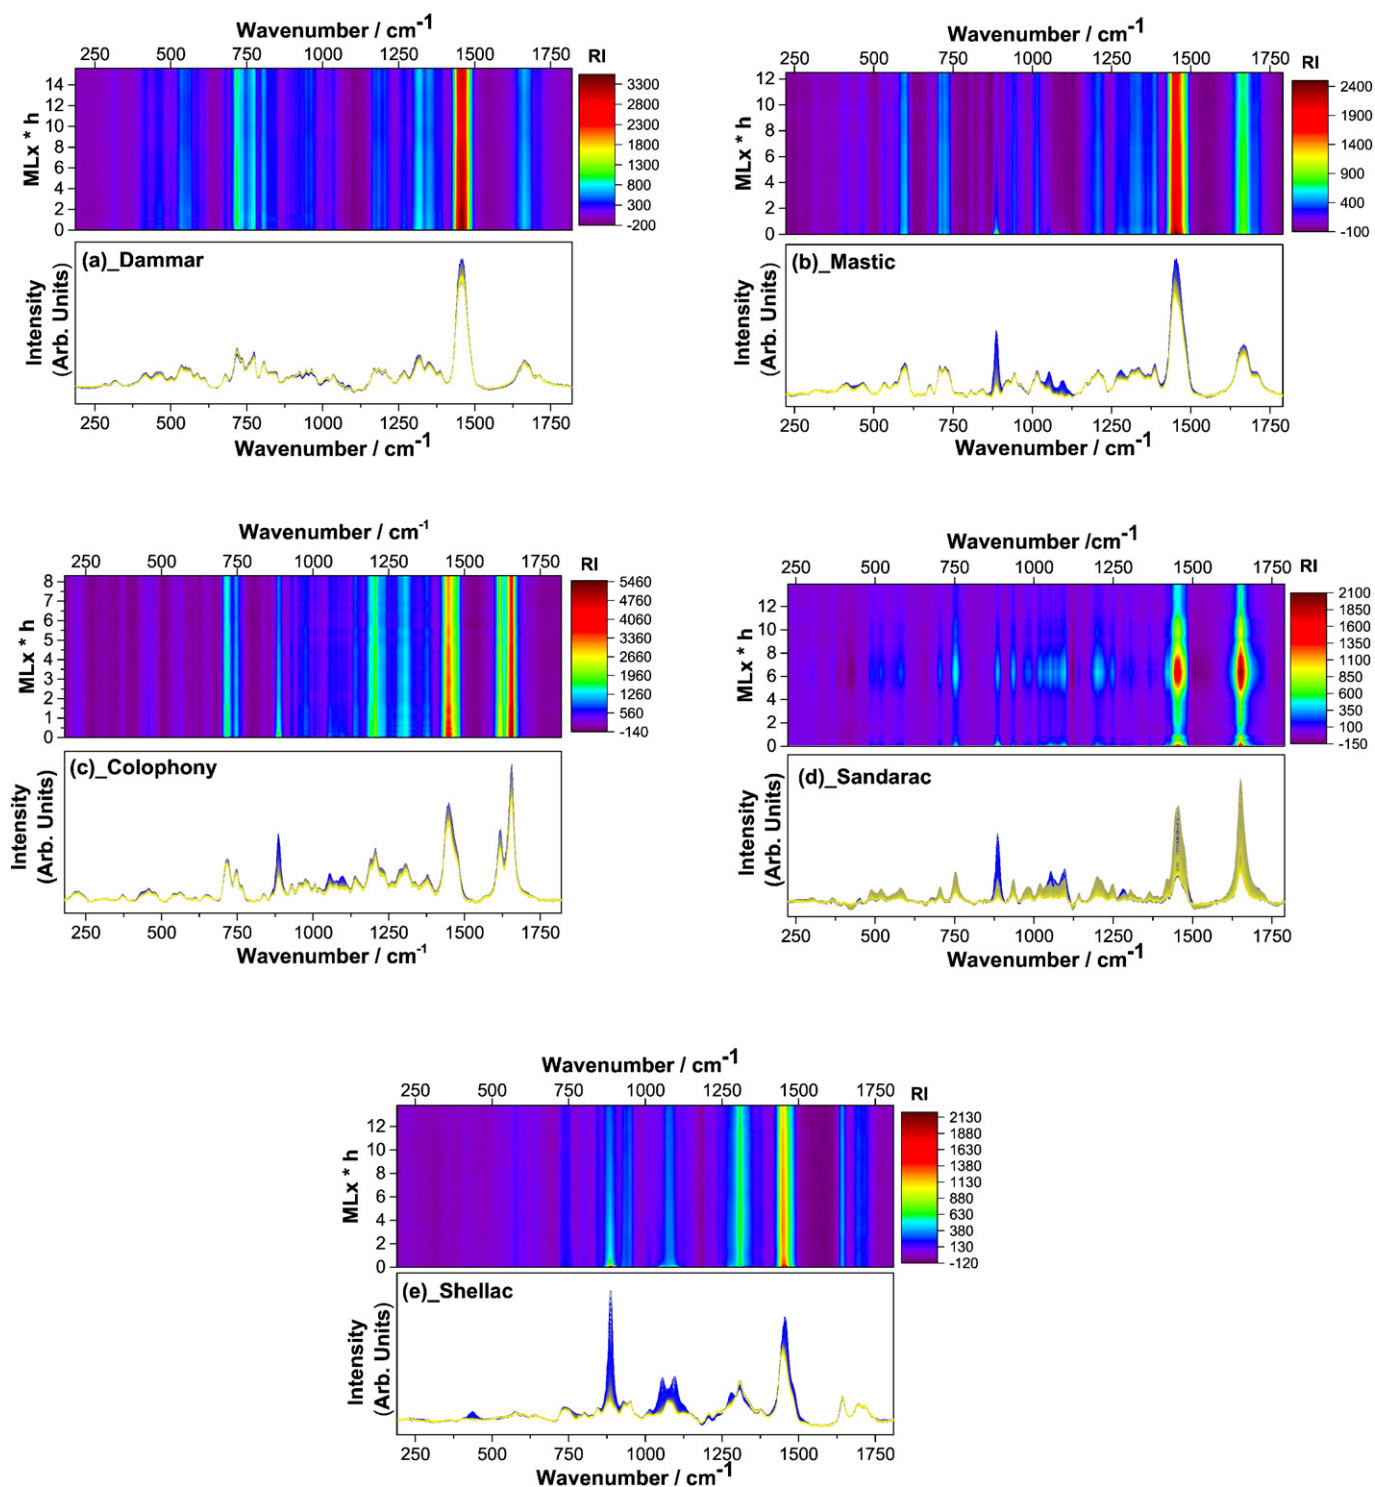 Wavenumber / cm-1
250 500 750 1000 1250 1500 1750
RI
MLx * h
14
12
10
8
6
4
2
0
3300
2800
2300
1800
1300
800
300
-200
(a)_Dammar
Intensity
(Arb. Units)
250 500 750 1000 1250 1500 1750
Wavenumber / cm-1
Wavenumber / cm-1
250 500 750 1000 1250 1500 1750
RI
MLx * h
12
10
8
6
4
2
0
2400
1900
1400
900
400
-100
(b)_Mastic
Intensity
(Arb. Units)
250 500 750 1000 1250 1500 1750
Wavenumber / cm-1
Wavenumber / cm-1
250 500 750 1000 1250 1500 1750
RI
MLx * h
8
7
6
5
4
3
2
1
0
5460
4760
4060
3360
2660
1960
1260
560
-140
(c)_Colophony
Intensity
(Arb. Units)
250 500 750 1000 1250 1500 1750
Wavenumber / cm-1
Wavenumber /cm-1
250 500 750 1000 1250 1500 1750
RI
MLx * h
12
10
8
6
4
2
0
2100
1850
1600
1350
1100
850
600
350
100
-150
(d)_Sandarac
Intensity
(Arb. Units)
250 500 750 1000 1250 1500 1750
Wavenumber / cm-1
Wavenumber / cm-1
250 500 750 1000 1250 1500 1750
RI
MLx * h
12
10
8
6
4
2
0
2130
1880
1630
1380
1130
880
630
380
130
-120
(e)_Shellac
Intensity
(Arb. Units)
250 500 750 1000 1250 1500 1750
Wavenumber / cm-1